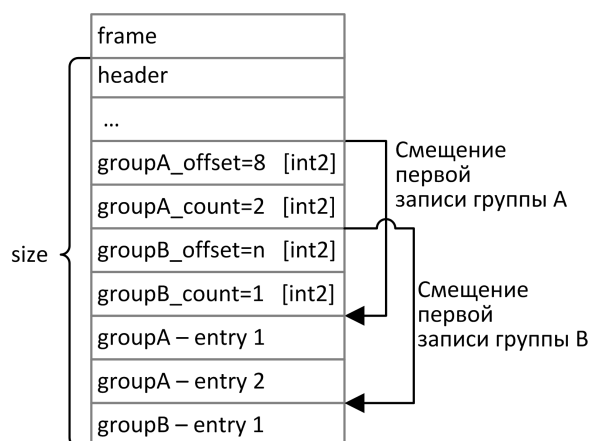 frame
header
...
groupA_offset=8 [int2]
Смещение
первой
записи группы А
groupA_count=2 [int2]
size
groupB_offset=n [int2]
groupB_count=1 [int2]
Смещение
первой
записи группы В
groupA – entry 1
groupA – entry 2
groupB – entry 1